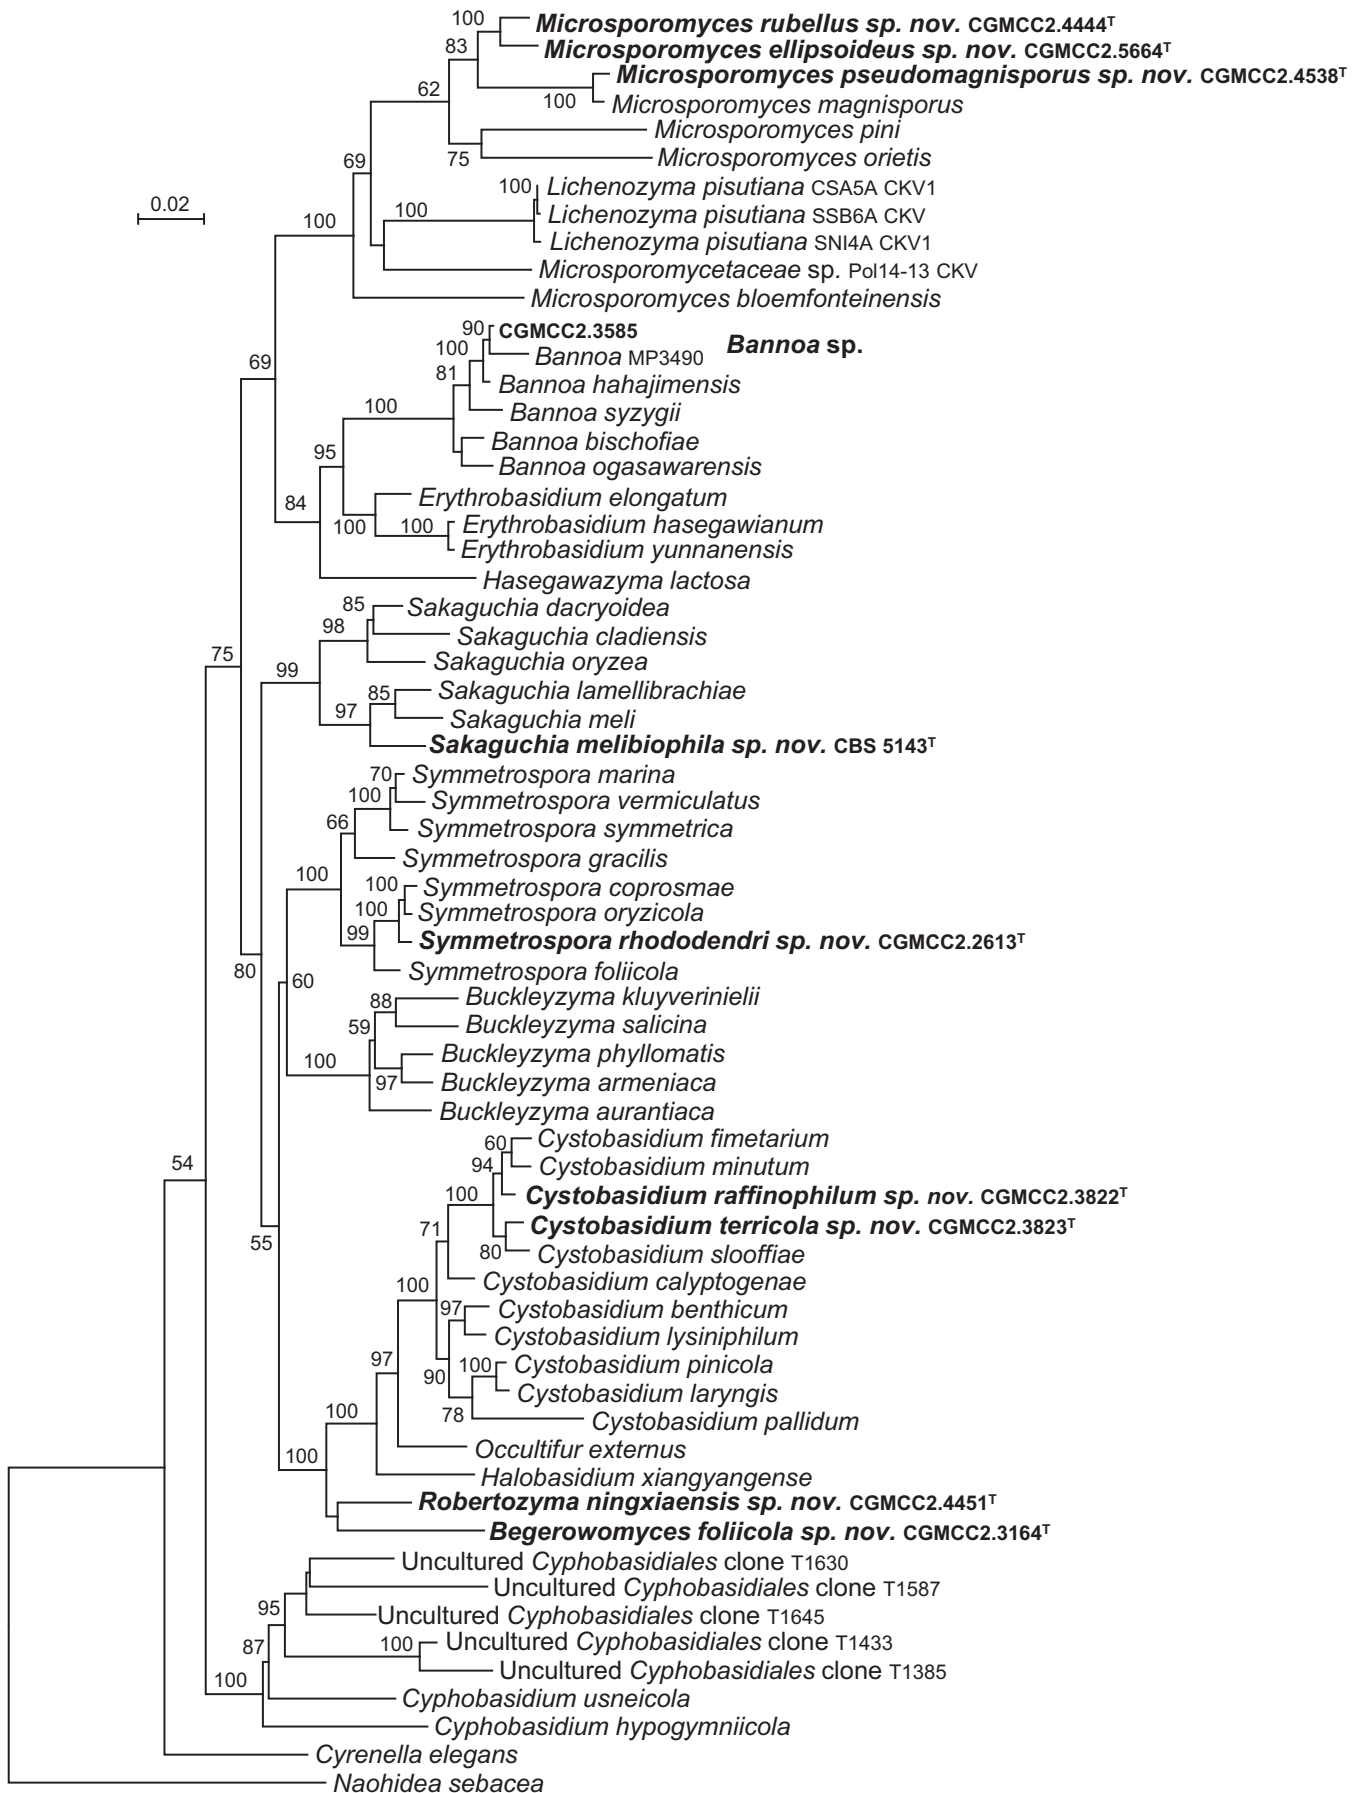 100 Microsporomyces rubellus sp. nov. CGMCC2.4444ᵀ
83 Microsporomyces ellipsoideus sp. nov. CGMCC2.5664ᵀ
Microsporomyces pseudomagnisporus sp. nov. CGMCC2.4538ᵀ
62 100 Microsporomyces magnisporus
Microsporomyces pini
75 Microsporomyces orietis
69
100 Lichenozyma pisutiana CSA5A CKV1
0.02
100 Lichenozyma pisutiana SSB6A CKV
100 Lichenozyma pisutiana SNI4A CKV1
Microsporomycetaceae sp. Pol14-13 CKV
Microsporomyces bloemfonteinensis
90 CGMCC2.3585
Bannoa sp.
100 Bannoa MP3490
69 81 Bannoa hahajimensis
100 Bannoa syzygii
Bannoa bischofiae
95 Bannoa ogasawarensis
84 Erythrobasidium elongatum
100 100 Erythrobasidium hasegawianum
Erythrobasidium yunnanensis
Hasegawazyma lactosa
85 Sakaguchia dacryoidea
98 Sakaguchia cladiensis
75 99 Sakaguchia oryzea
85 Sakaguchia lamellibrachiae
97 Sakaguchia meli
Sakaguchia melibiophila sp. nov. CBS 5143ᵀ
70 Symmetrospora marina
100 Symmetrospora vermiculatus
66 Symmetrospora symmetrica
Symmetrospora gracilis
100 100 Symmetrospora coprosmae
100 Symmetrospora oryzicola
99 Symmetrospora rhododendri sp. nov. CGMCC2.2613ᵀ
80 Symmetrospora foliicola
60
88 Buckleyzyma kluyverinielii
59 Buckleyzyma salicina
100 Buckleyzyma phyllomatis
97 Buckleyzyma armeniaca
Buckleyzyma aurantiaca
60 Cystobasidium fimetarium
54 94 Cystobasidium minutum
100 Cystobasidium raffinophilum sp. nov. CGMCC2.3822ᵀ
71 Cystobasidium terricola sp. nov. CGMCC2.3823ᵀ
55 80 Cystobasidium slooffiae
100 Cystobasidium calyptogenae
97 Cystobasidium benthicum
Cystobasidium lysiniphilum
97 90 100 Cystobasidium pinicola
Cystobasidium laryngis
100 78 Cystobasidium pallidum
100 Occultifur externus
Halobasidium xiangyangense
Robertozyma ningxiaensis sp. nov. CGMCC2.4451ᵀ
Begerowomyces foliicola sp. nov. CGMCC2.3164ᵀ
Uncultured Cyphobasidiales clone T1630
Uncultured Cyphobasidiales clone T1587
95 Uncultured Cyphobasidiales clone T1645
87 100 Uncultured Cyphobasidiales clone T1433
100 Uncultured Cyphobasidiales clone T1385
Cyphobasidium usneicola
Cyphobasidium hypogymniicola
Cyrenella elegans
Naohidea sebacea